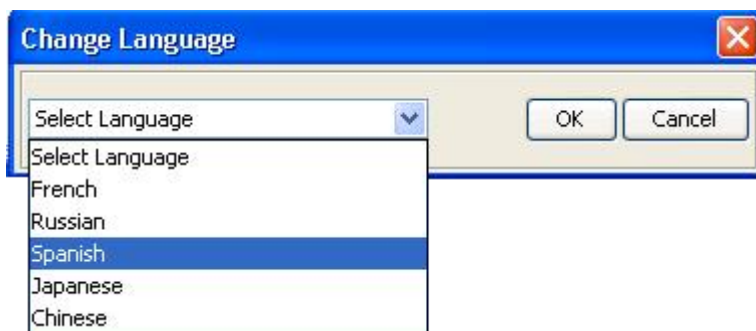 Change Language
Select Language
OK
Cancel
Select Language
French
Russian
Spanish
Japanese
Chinese